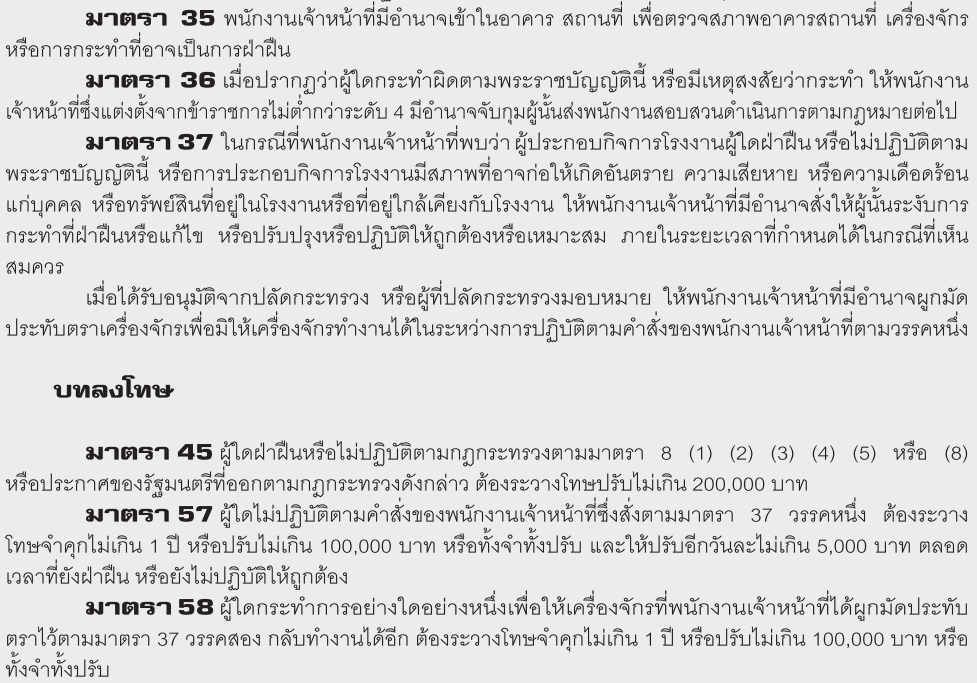 มาตรา 35 พนักงานเจ้าหน้าที่มีอำนาจเข้าในอาคาร สถานที่ เพื่อตรวจสภาพอาคารสถานที่ เครื่องจักร
หรือการกระทำที่อาจเป็นการฝ่าฝืน
มาตรา 36 เมื่อปรากฏว่าผู้ใดกระทำผิดตามพระราชบัญญัตินี้ หรือมีเหตุสงสัยว่ากระทำ ให้พนักงาน
เจ้าหน้าที่ซึ่งแต่งตั้งจากข้าราชการไม่ต่ำกว่าระดับ 4 มีอำนาจจับกุมผู้นั้นส่งพนักงานสอบสวนดำเนินการตามกฎหมายต่อไป
มาตรา 37 ในกรณีที่พนักงานเจ้าหน้าที่พบว่า ผู้ประกอบกิจการโรงงานผู้ใดฝ่าฝืน หรือไม่ปฏิบัติตาม
พระราชบัญญัตินี้ หรือการประกอบกิจการโรงงานมีสภาพที่อาจก่อให้เกิดอันตราย ความเสียหาย หรือความเดือดร้อน
แก่บุคคล หรือทรัพย์สินที่อยู่ในโรงงานหรือที่อยู่ใกล้เคียงกับโรงงาน ให้พนักงานเจ้าหน้าที่มีอำนาจสั่งให้ผู้นั้นระงับการ
กระทำที่ฝ่าฝืนหรือแก้ไข หรือปรับปรุงหรือปฏิบัติให้ถูกต้องหรือเหมาะสม ภายในระยะเวลาที่กำหนดได้ในกรณีที่เห็น
สมควร
เมื่อได้รับอนุมัติจากปลัดกระทรวง หรือผู้ที่ปลัดกระทรวงมอบหมาย ให้พนักงานเจ้าหน้าที่มีอำนาจผูกมัด
ประทับตราเครื่องจักรเพื่อมิให้เครื่องจักรทำงานได้ในระหว่างการปฏิบัติตามคำสั่งของพนักงานเจ้าหน้าที่ตามวรรคหนึ่ง
บทลงโทษ
มาตรา 45 ผู้ใดฝ่าฝืนหรือไม่ปฏิบัติตามกฎกระทรวงตามมาตรา 8 (1) (2) (3) (4) (5) หรือ (8)
หรือประกาศของรัฐมนตรีที่ออกตามกฎกระทรวงดังกล่าว ต้องระวางโทษปรับไม่เกิน 200,000 บาท
มาตรา 57 ผู้ใดไม่ปฏิบัติตามคำสั่งของพนักงานเจ้าหน้าที่ซึ่งสั่งตามมาตรา 37 วรรคหนึ่ง ต้องระวาง
โทษจำคุกไม่เกิน 1 ปี หรือปรับไม่เกิน 100,000 บาท หรือทั้งจำทั้งปรับ และให้ปรับอีกวันละไม่เกิน 5,000 บาท ตลอด
เวลาที่ยังฝ่าฝืน หรือยังไม่ปฏิบัติให้ถูกต้อง
มาตรา 58 ผู้ใดกระทำการอย่างใดอย่างหนึ่งเพื่อให้เครื่องจักรที่พนักงานเจ้าหน้าที่ได้ผูกมัดประทับ
ตราไว้ตามมาตรา 37 วรรคสอง กลับทำงานได้อีก ต้องระวางโทษจำคุกไม่เกิน 1 ปี หรือปรับไม่เกิน 100,000 บาท หรือ
ทั้งจำทั้งปรับ